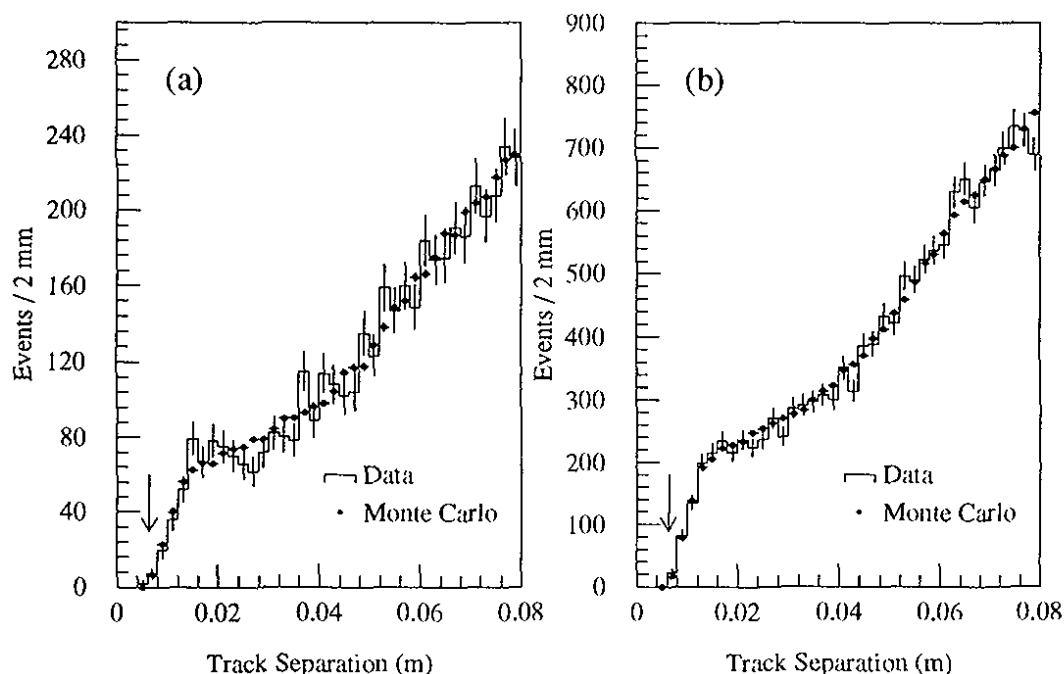 (a)
Events / 2 mm
280
240
200
160
120
80
40
0
Data
Monte Carlo
0
0.02
0.04
0.06
0.08
Track Separation (m)
(b)
Events / 2 mm
900
800
700
600
500
400
300
200
100
0
Data
Monte Carlo
0
0.02
0.04
0.06
0.08
Track Separation (m)